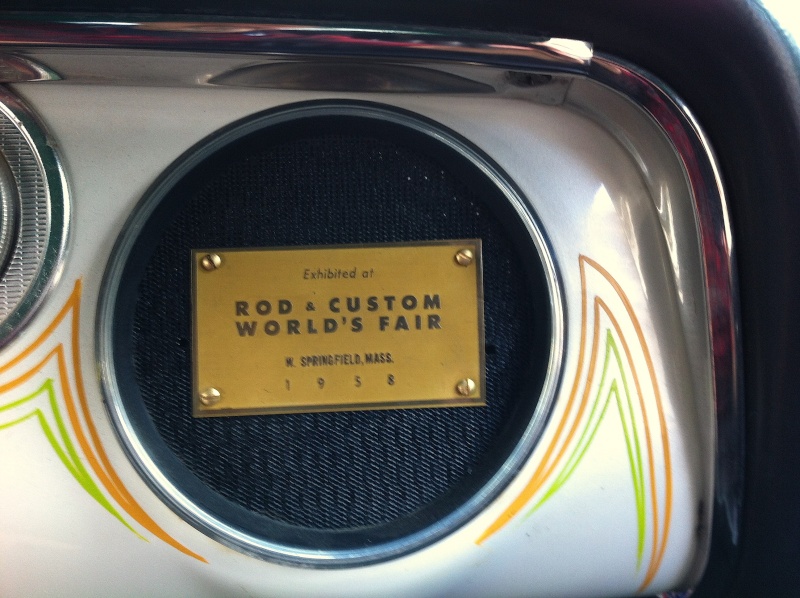 Exhibited at
ROD & CUSTOM
WORLD'S FAIR
W. SPRINGFIELD, MASS.
1958